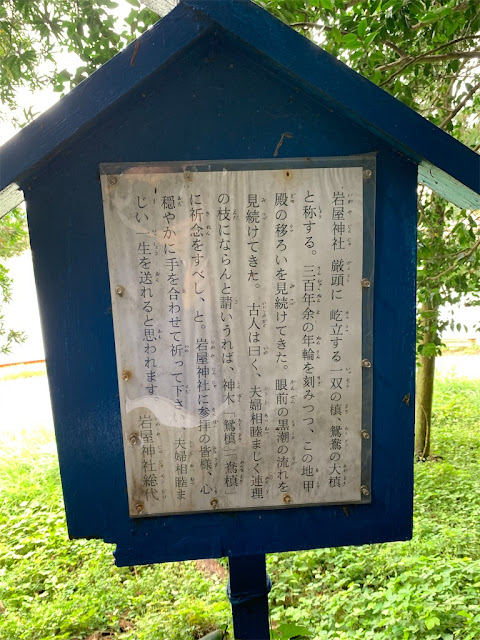 岩屋神社 厳頭に 屹立する一双の槙、鴛鴦の大槙
と称する。三百年余の年輪を刻みつつ、この地甲
殿の移ろいを見続けてきた。眼前の黒潮の流れを
見続けてきた。古人は曰く、夫婦相睦ましく連理
の枝にならんと請いうれば、神木「鴛槙」「鴦槙」
に祈念をすべし、と。岩屋神社に参拝の皆様、心
穏やかに手を合わせて祈って下さい。夫婦相睦ま
じい一生を送れると思われます。 岩屋神社総代